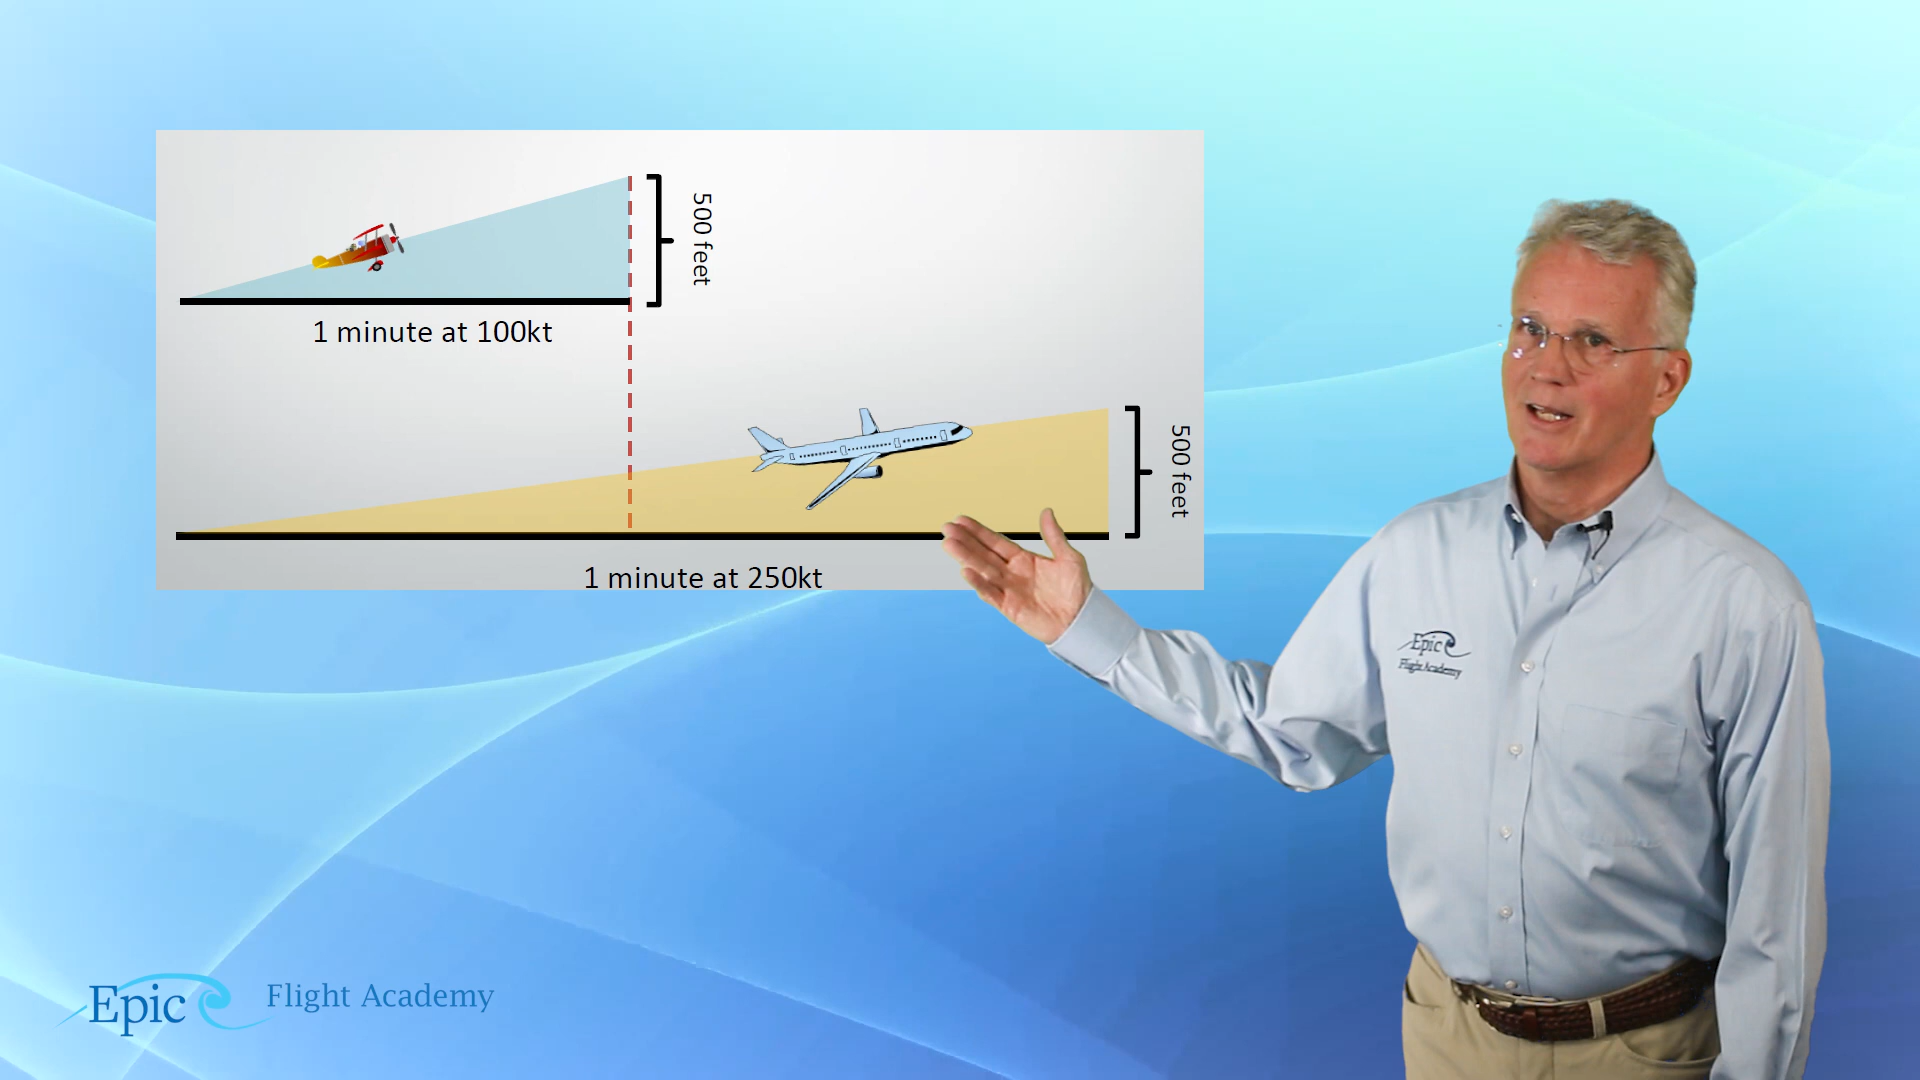 500 feet
1 minute at 100kt
500 feet
1 minute at 250kt
Epic
Flight Academy
Epic Flight Academy